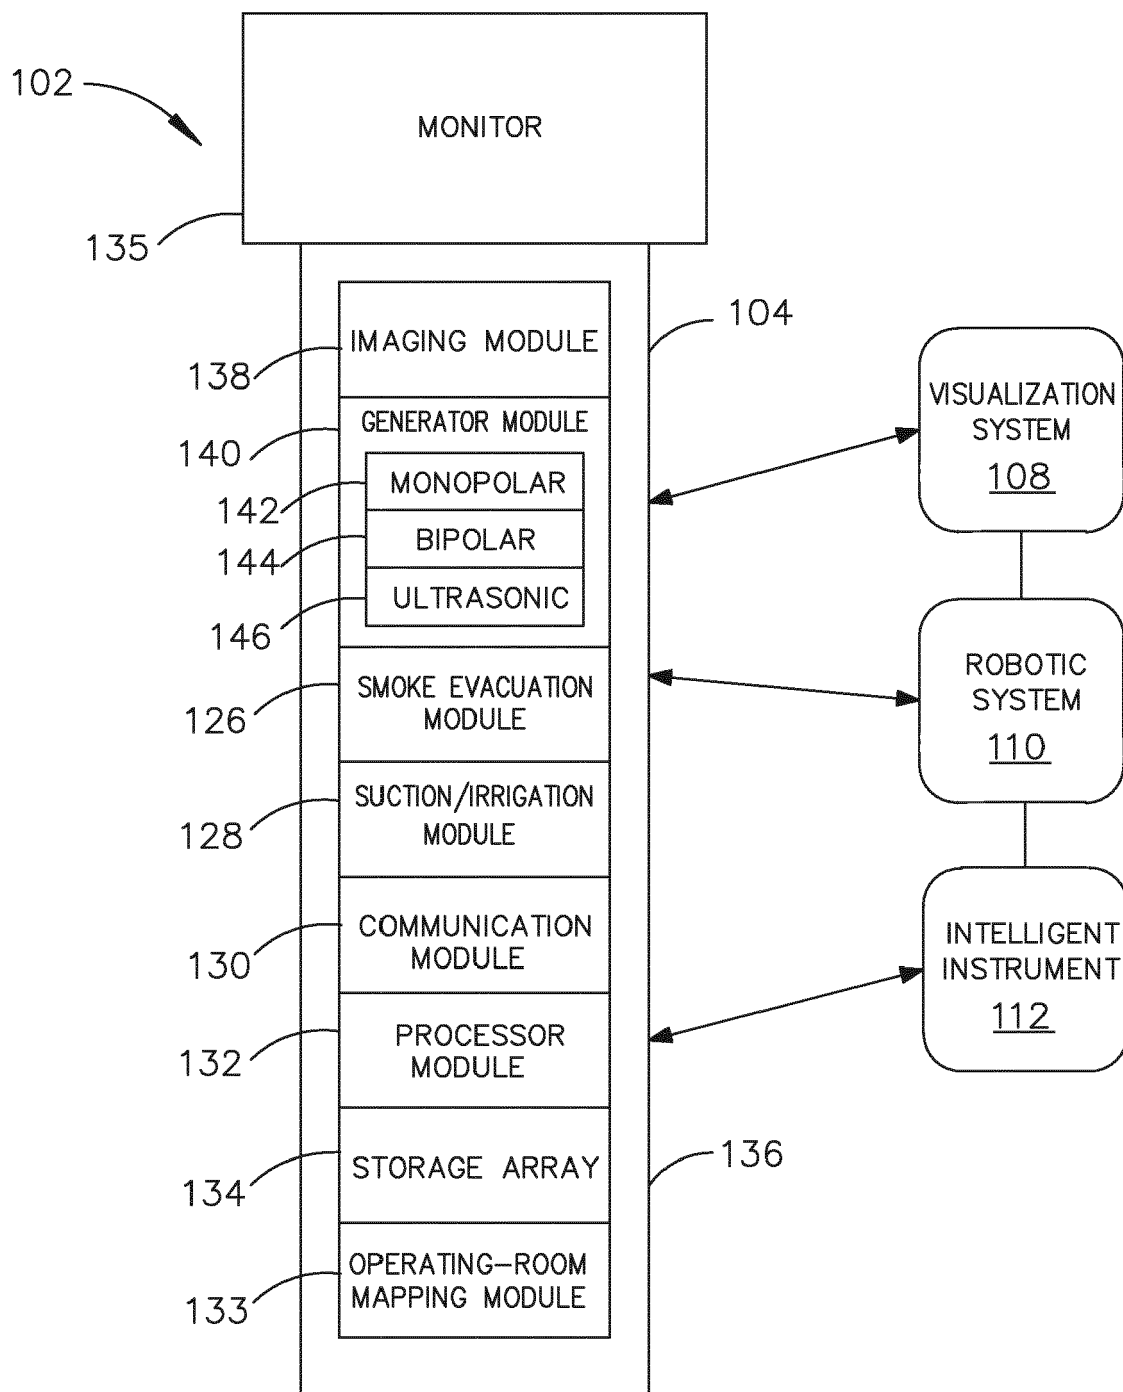 102
MONITOR
135
104
IMAGING MODULE
138
GENERATOR MODULE
140
MONOPOLAR
142
BIPOLAR
144
ULTRASONIC
146
SMOKE EVACUATION
MODULE
126
SUCTION/IRRIGATION
MODULE
128
COMMUNICATION
MODULE
130
PROCESSOR
MODULE
132
STORAGE ARRAY
134
136
OPERATING-ROOM
MAPPING MODULE
133
VISUALIZATION
SYSTEM
108
ROBOTIC
SYSTEM
110
INTELLIGENT
INSTRUMENT
112